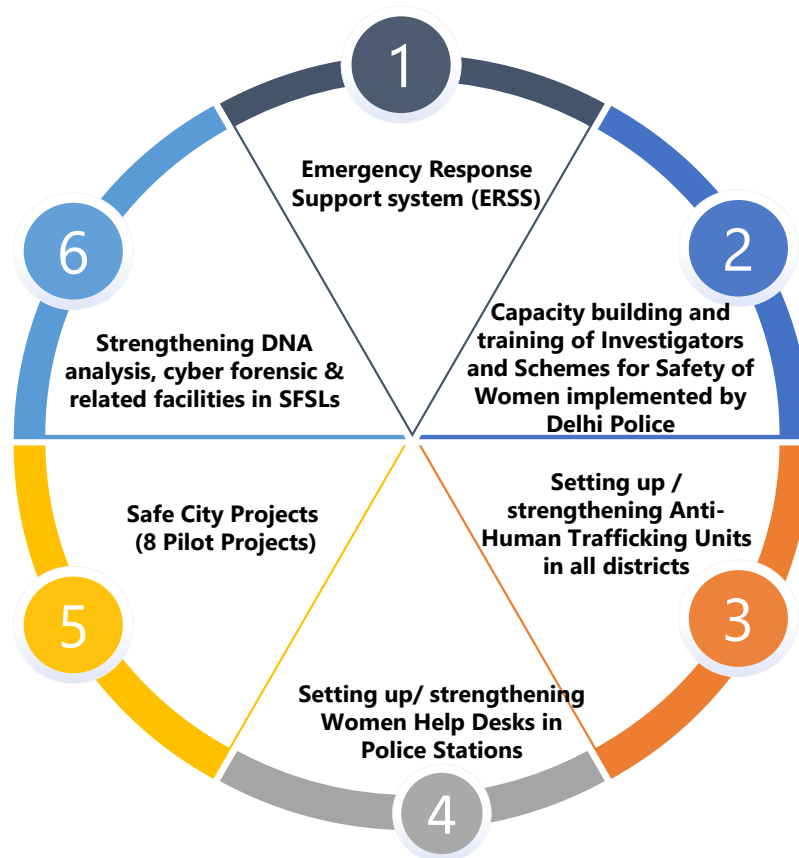 1
Emergency Response
Support system (ERSS)
2
Capacity building and
training of Investigators
and Schemes for Safety of
Women implemented by
Delhi Police
3
Setting up /
strengthening Anti-
Human Trafficking Units
in all districts
4
Setting up/ strengthening
Women Help Desks in
Police Stations
5
Safe City Projects
(8 Pilot Projects)
6
Strengthening DNA
analysis, cyber forensic &
related facilities in SFSLs